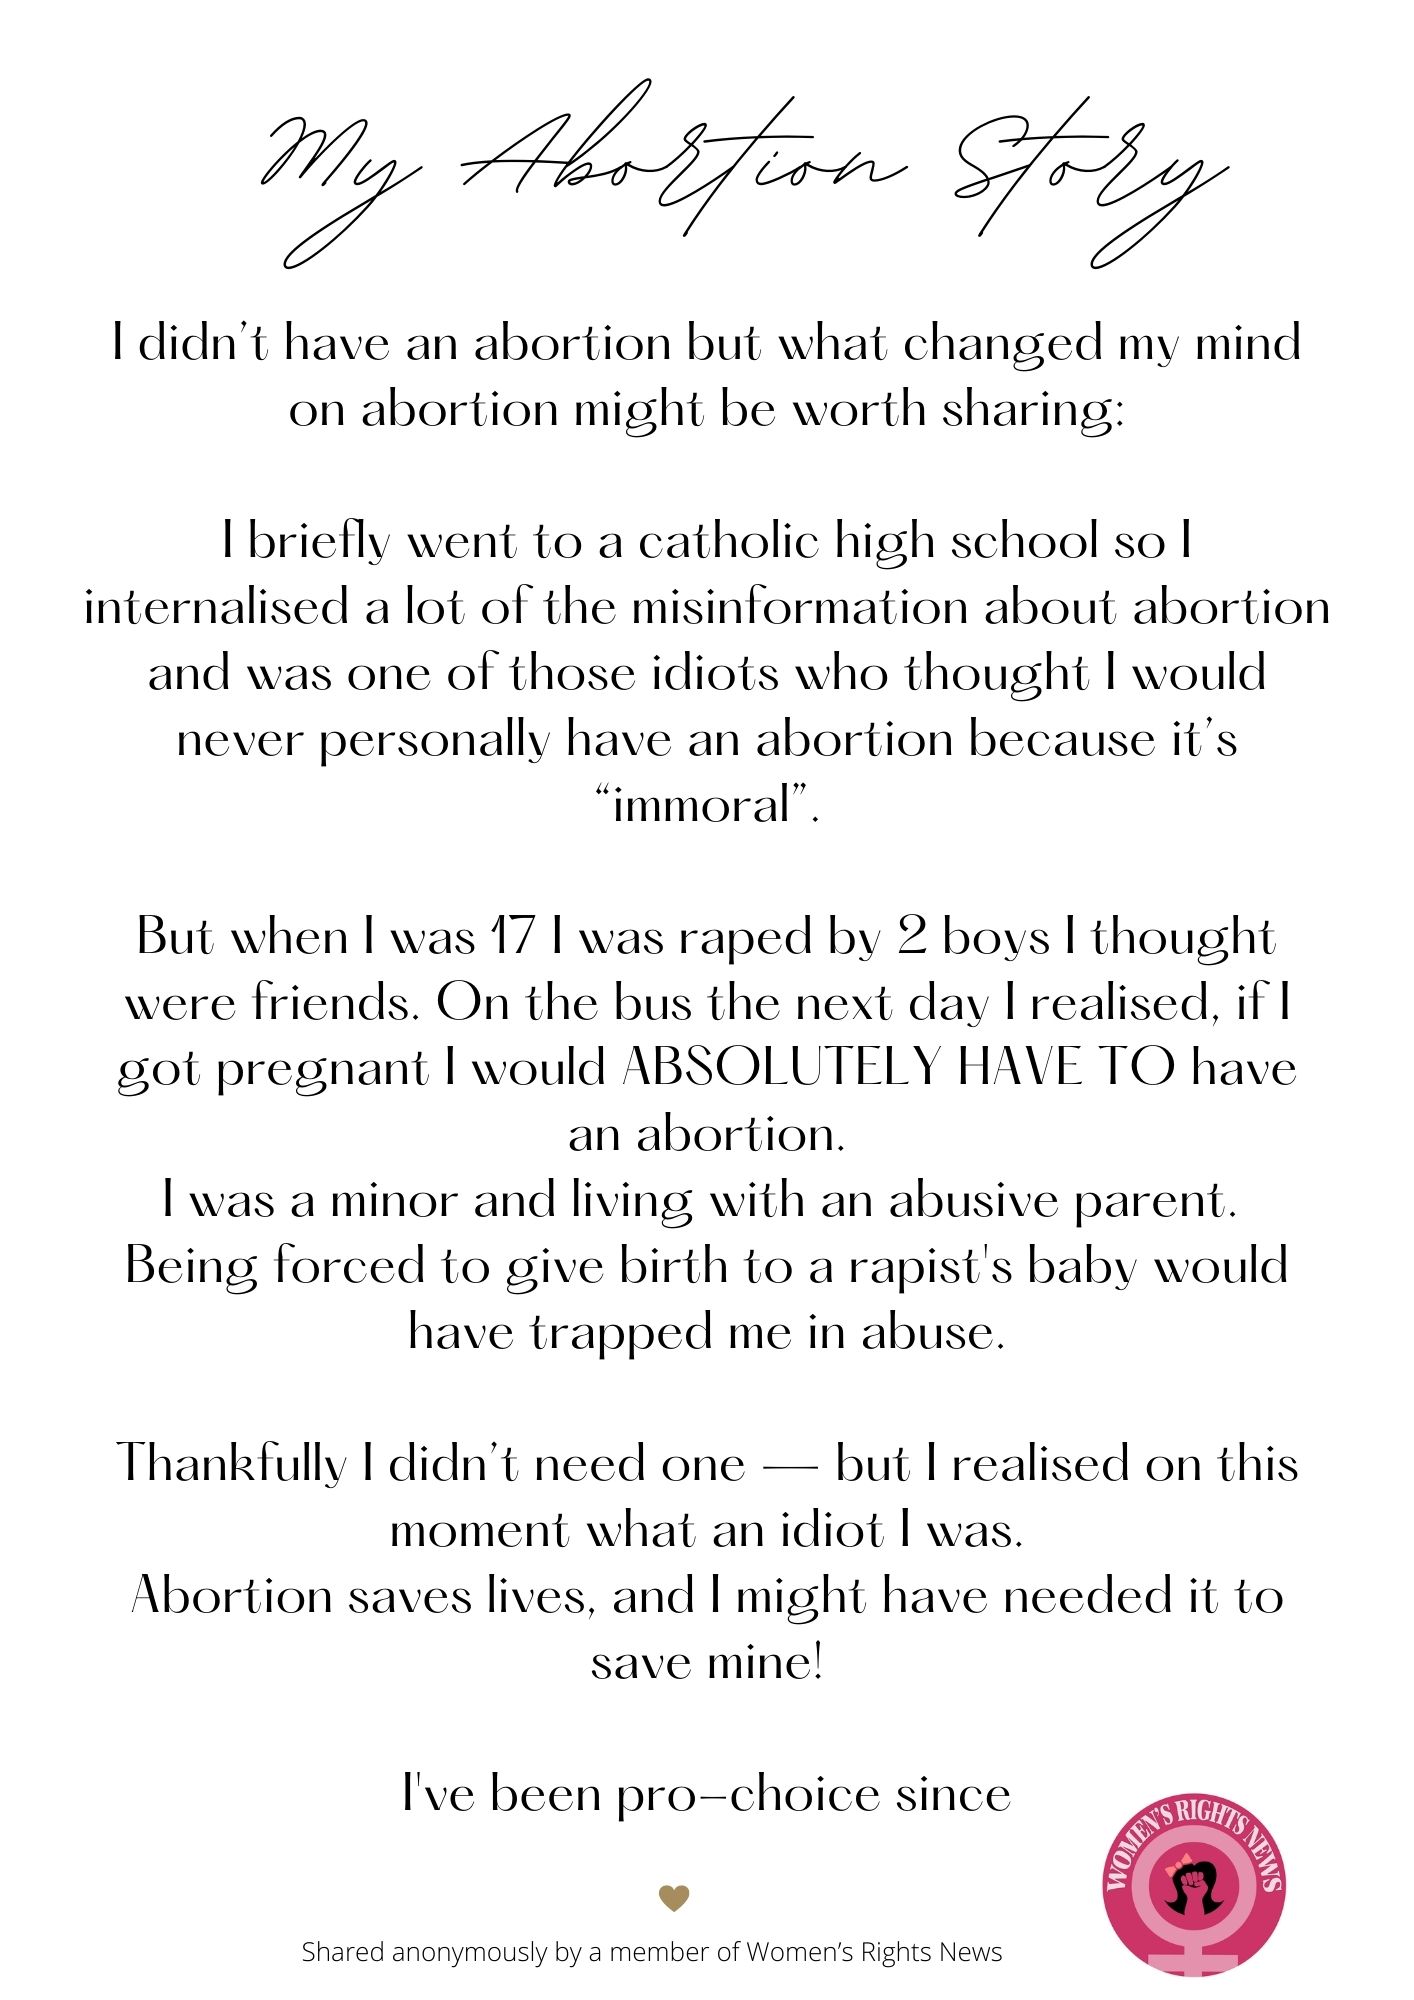 My Abortion Story
I didn’t have an abortion but what changed my mind
on abortion might be worth sharing:
I briefly went to a catholic high school so I
internalised a lot of the misinformation about abortion
and was one of those idiots who thought I would
never personally have an abortion because it’s
“immoral”.
But when I was 17 I was raped by 2 boys I thought
were friends. On the bus the next day I realised, if I
got pregnant I would ABSOLUTELY HAVE TO have
an abortion.
I was a minor and living with an abusive parent.
Being forced to give birth to a rapist's baby would
have trapped me in abuse.
Thankfully I didn’t need one — but I realised on this
moment what an idiot I was.
Abortion saves lives, and I might have needed it to
save mine!
I've been pro-choice since
WOMEN'S RIGHTS NEWS
Shared anonymously by a member of Women’s Rights News